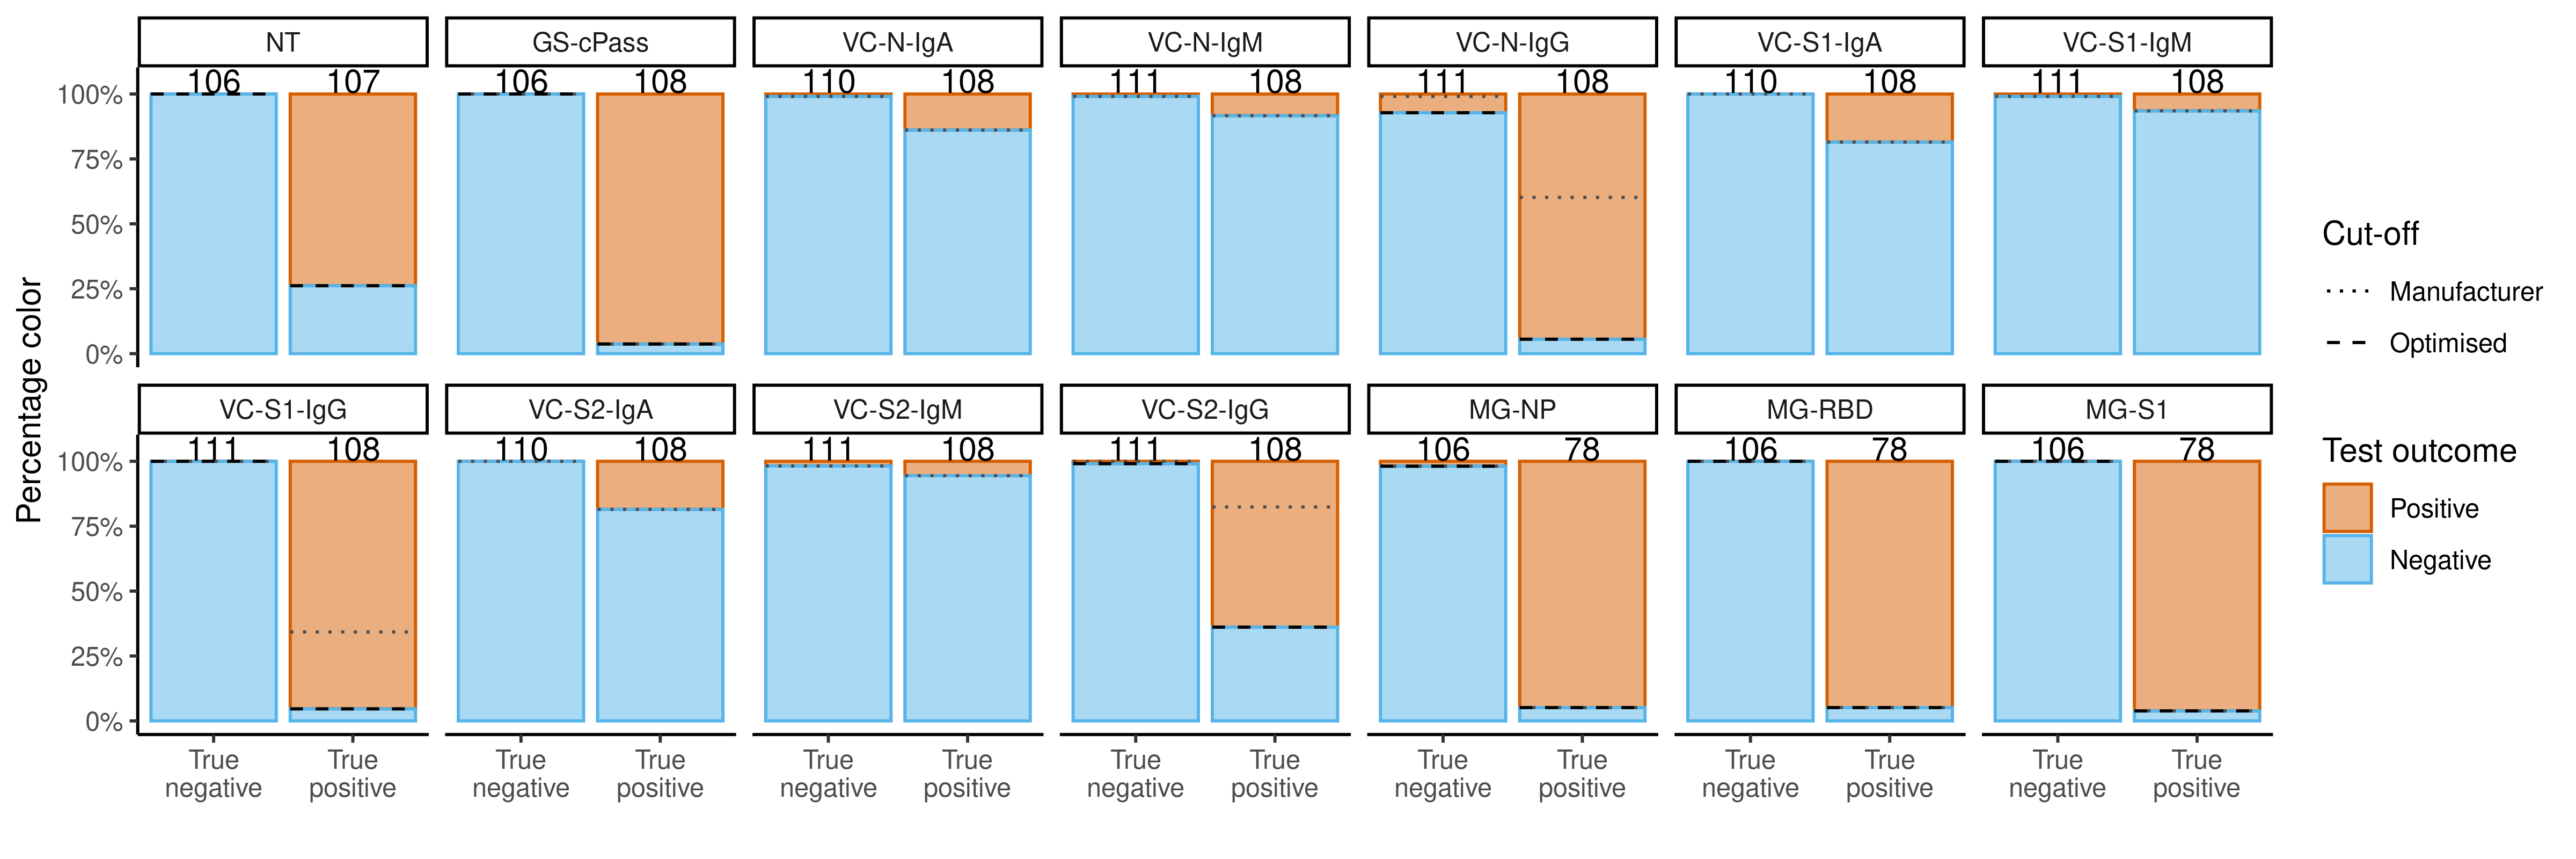 NT GS-cPass VC-N-IgA VC-N-IgM VC-N-IgG VC-S1-IgA VC-S1-IgM
106 107 106 108 110 108 111 108 111 108 110 108 111 108
100%
75%
50%
25%
0%
VC-S1-IgG VC-S2-IgA VC-S2-IgM VC-S2-IgG MG-NP MG-RBD MG-S1
111 108 110 108 111 108 111 108 106 78 106 78 106 78
100%
75%
50%
25%
0%
True negative True positive True negative True positive True negative True positive True negative True positive True negative True positive True negative True positive True negative True positive
Percentage color
Cut-off
Manufacturer
Optimised
Test outcome
Positive
Negative